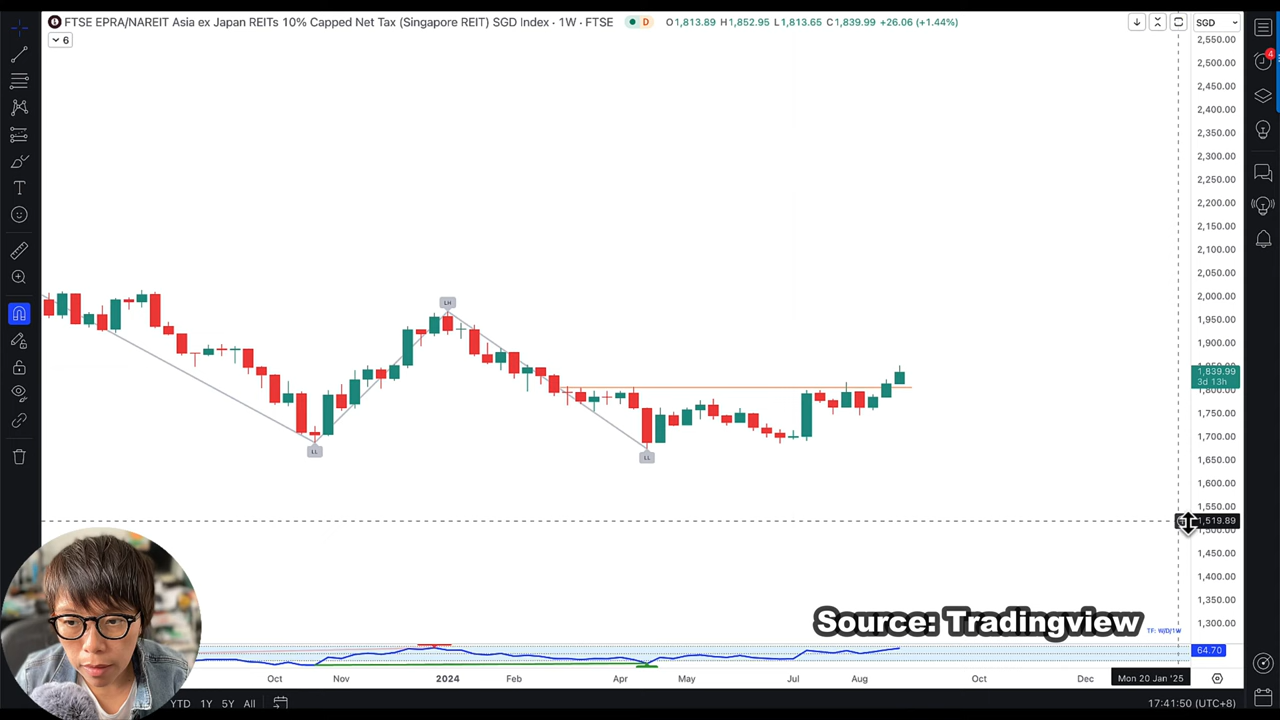 FTSE EPRA/NAREIT Asia ex Japan REITs 10% Capped Net Tax (Singapore REIT) SGD Index · 1W · FTSE D O1,813.89 H1,852.95 L1,813.65 C1,839.99 +26.06 (+1.44%)
SGD
6
4
2,550.00
2,500.00
2,450.00
2,400.00
2,350.00
2,300.00
2,250.00
2,200.00
2,150.00
2,100.00
2,050.00
2,000.00
1,950.00
1,900.00
1,839.99
3d 13h
1,750.00
1,700.00
1,650.00
1,600.00
1,550.00
1,519.89
1,450.00
1,400.00
1,350.00
1,300.00
LH
LL
LL
Source: Tradingview
TF: W/D/1W
64.70
Oct Nov 2024 Feb Apr May Jul Aug Oct Dec Mon 20 Jan '25
YTD 1Y 5Y All 17:41:50 (UTC+8)